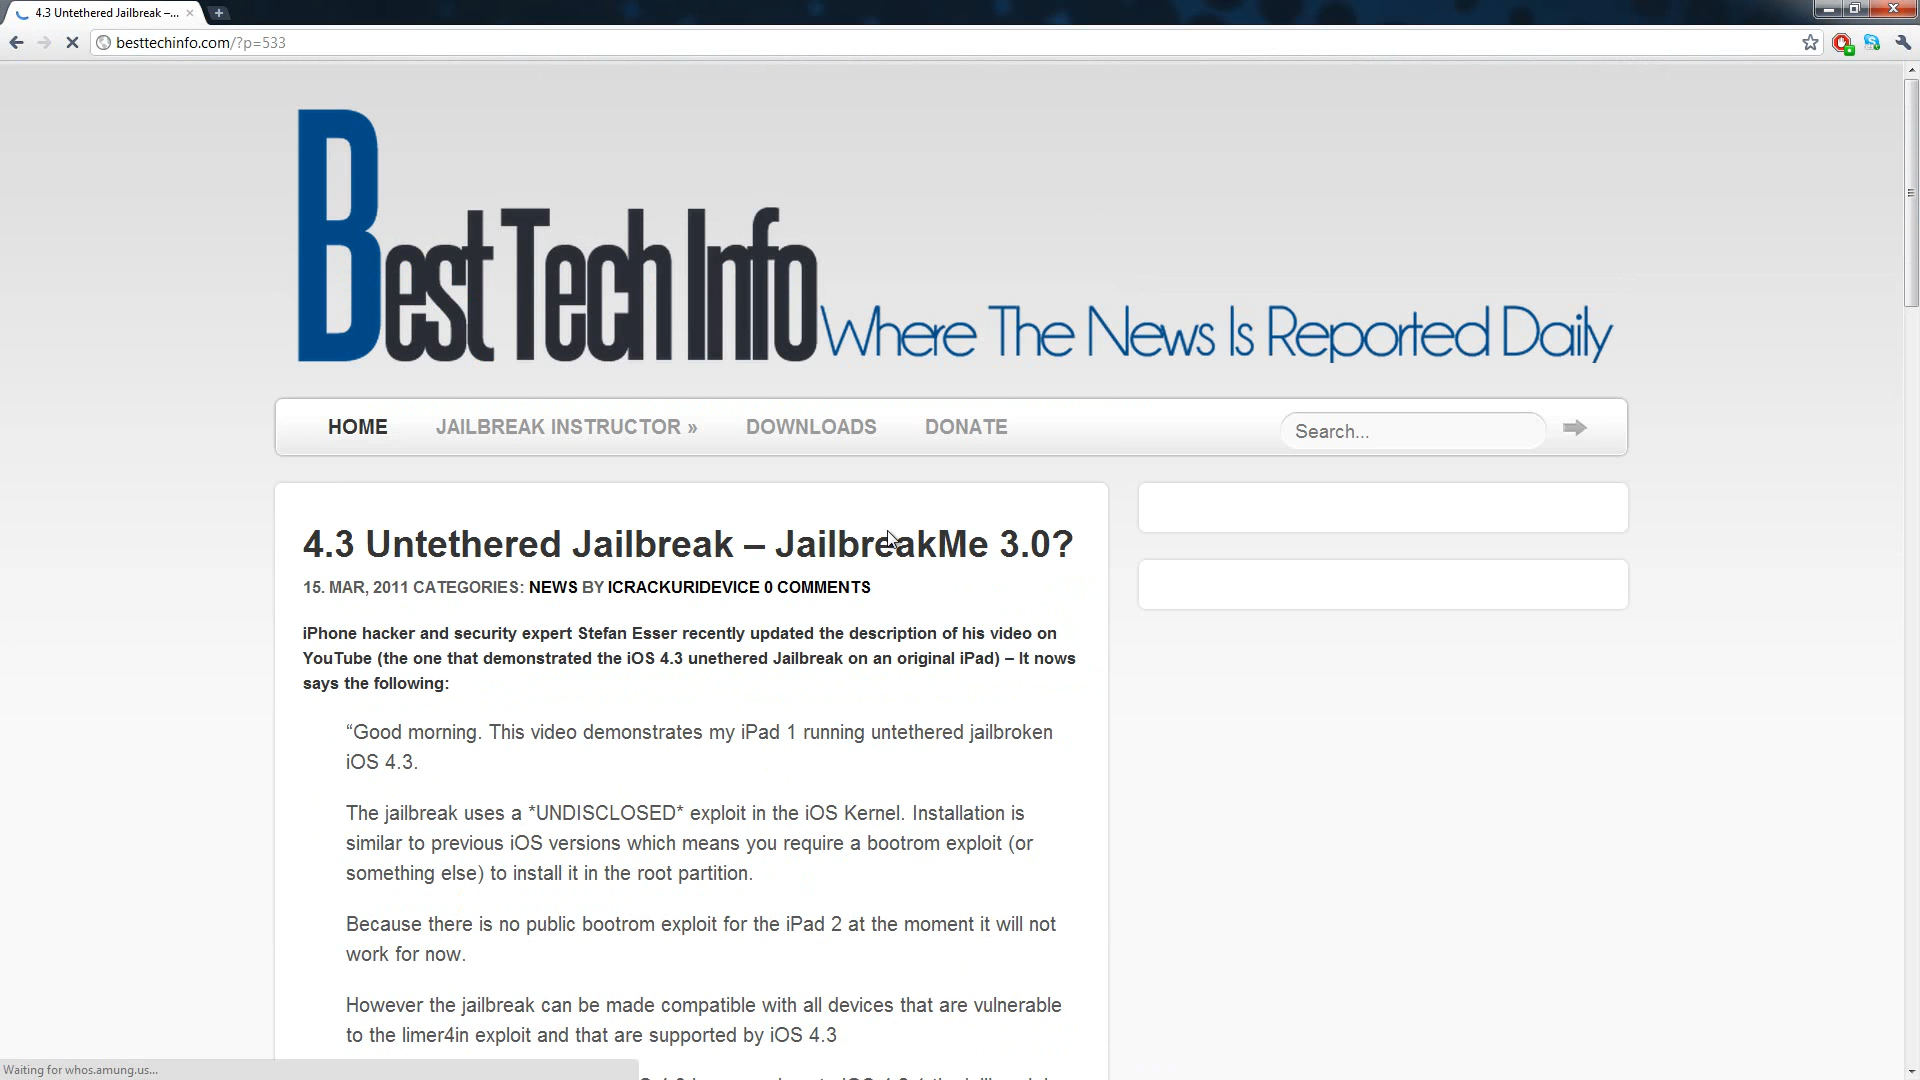 4.3 Untethered Jailbreak –...
besttechinfo.com/?p=533
Best Tech Info Where The News Is Reported Daily
HOME JAILBREAK INSTRUCTOR » DOWNLOADS DONATE Search...
4.3 Untethered Jailbreak – JailbreakMe 3.0?
15. MAR, 2011 CATEGORIES: NEWS BY ICRACKURIDEVICE 0 COMMENTS
iPhone hacker and security expert Stefan Esser recently updated the description of his video on
YouTube (the one that demonstrated the iOS 4.3 unethered Jailbreak on an original iPad) – It nows
says the following:
“Good morning. This video demonstrates my iPad 1 running untethered jailbroken
iOS 4.3.
The jailbreak uses a *UNDISCLOSED* exploit in the iOS Kernel. Installation is
similar to previous iOS versions which means you require a bootrom exploit (or
something else) to install it in the root partition.
Because there is no public bootrom exploit for the iPad 2 at the moment it will not
work for now.
However the jailbreak can be made compatible with all devices that are vulnerable
to the limer4in exploit and that are supported by iOS 4.3
Waiting for whos.amung.us...